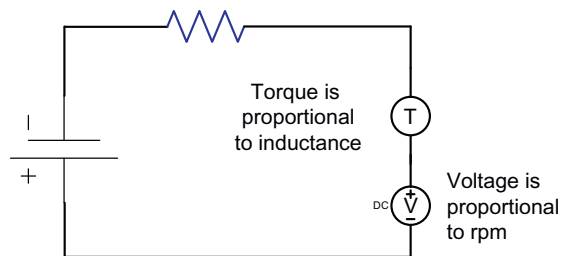 Torque is
proportional
to inductance
T
Voltage is
proportional
to rpm
DC
V
+
−
−
+